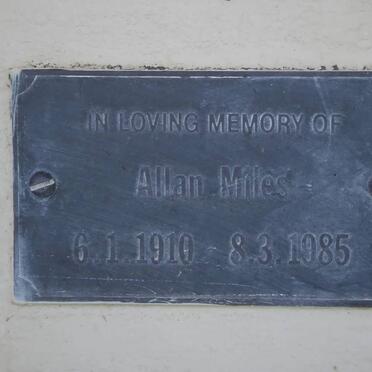 IN LOVING MEMORY OF
Allan Miles
6.1.1910 8.3.1985